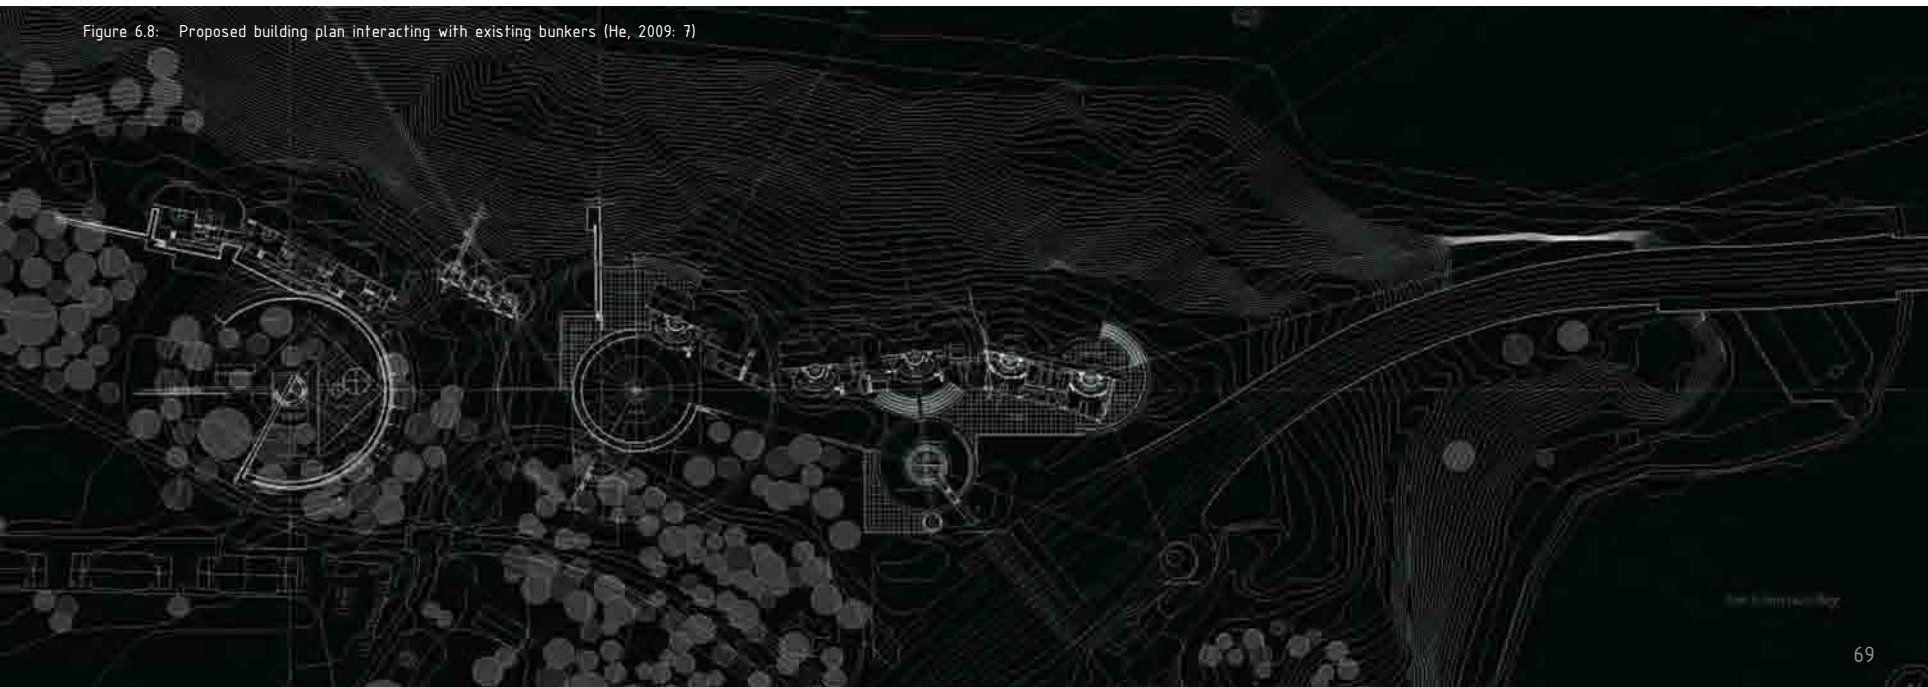 Figure 6.8: Proposed building plan interacting with existing bunkers (He, 2009: 7)
69